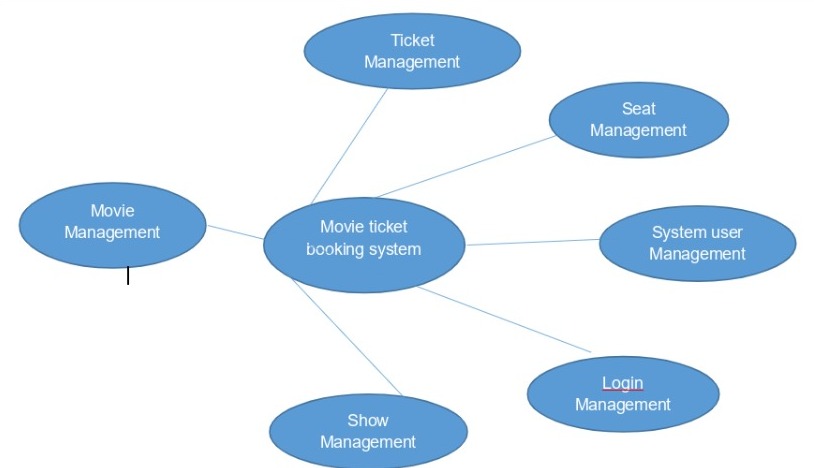 Ticket
Management
Seat
Management
Movie
Management
Movie ticket
booking system
System user
Management
Login
Management
Show
Management